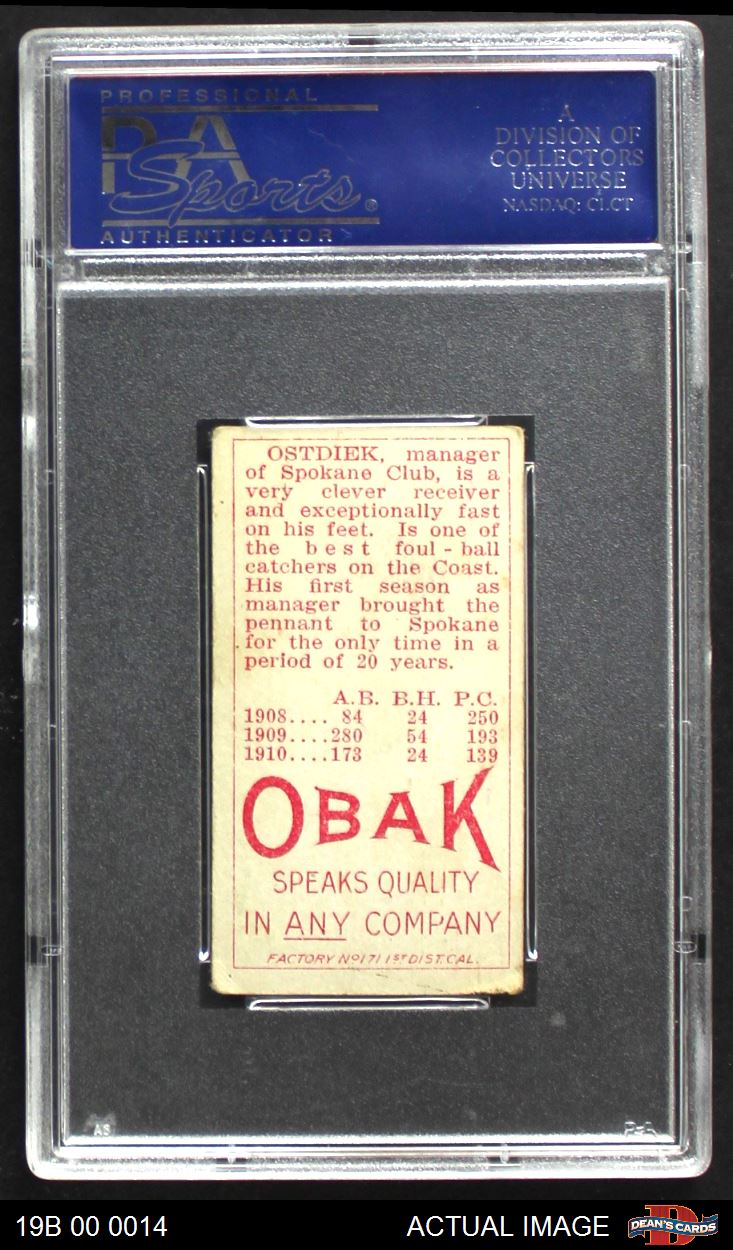 PROFESSIONAL
PSA
Sports®
AUTHENTICATOR
A
DIVISION OF
COLLECTORS
UNIVERSE
NASDAQ: CLCT
OSTDIEK, manager
of Spokane Club, is a
very clever receiver
and exceptionally fast
on his feet. Is one of
the best foul-ball
catchers on the Coast.
His first season as
manager brought the
pennant to Spokane
for the only time in a
period of 20 years.
A.B. B.H. P.C.
1908.... 84 24 250
1909....280 54 193
1910....173 24 139
OBAK
SPEAKS QUALITY
IN ANY COMPANY
FACTORY Nº 171 1ST DIST. CAL.
AS
PSA
19B 00 0014
ACTUAL IMAGE
DEAN'S CARDS